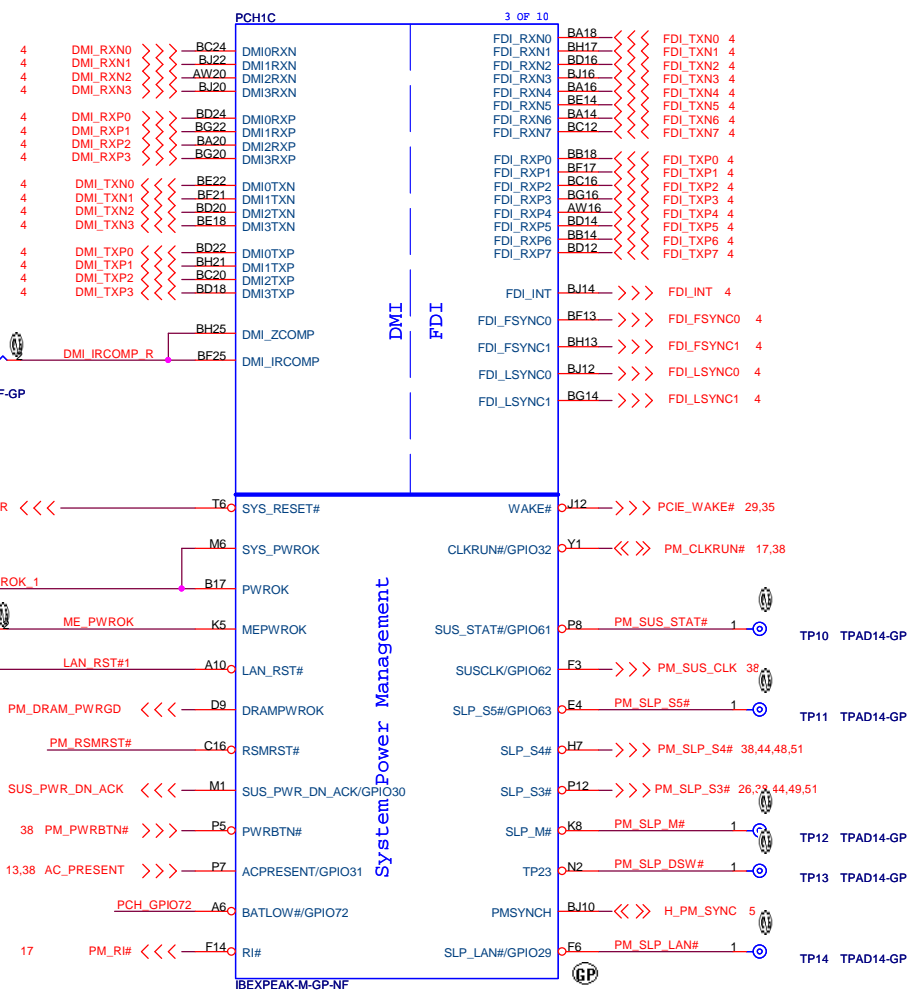 PCH1C 3 OF 10
4 DMI_RXN0 BC24 DMI0RXN
4 DMI_RXN1 BJ22 DMI1RXN
4 DMI_RXN2 AW20 DMI2RXN
4 DMI_RXN3 BJ20 DMI3RXN
4 DMI_RXP0 BD24 DMI0RXP
4 DMI_RXP1 BG22 DMI1RXP
4 DMI_RXP2 BA20 DMI2RXP
4 DMI_RXP3 BG20 DMI3RXP
4 DMI_TXN0 BE22 DMI0TXN
4 DMI_TXN1 BF21 DMI1TXN
4 DMI_TXN2 BD20 DMI2TXN
4 DMI_TXN3 BE18 DMI3TXN
4 DMI_TXP0 BD22 DMI0TXP
4 DMI_TXP1 BH21 DMI1TXP
4 DMI_TXP2 BC20 DMI2TXP
4 DMI_TXP3 BD18 DMI3TXP
BH25 DMI_ZCOMP
2 DMI_IRCOMP_R BF25 DMI_IRCOMP
F-GP
DMI
FDI
FDI_RXN0 BA18 FDI_TXN0 4
FDI_RXN1 BH17 FDI_TXN1 4
FDI_RXN2 BD16 FDI_TXN2 4
FDI_RXN3 BJ16 FDI_TXN3 4
FDI_RXN4 BA16 FDI_TXN4 4
FDI_RXN5 BE14 FDI_TXN5 4
FDI_RXN6 BA14 FDI_TXN6 4
FDI_RXN7 BC12 FDI_TXN7 4
FDI_RXP0 BB18 FDI_TXP0 4
FDI_RXP1 BF17 FDI_TXP1 4
FDI_RXP2 BC16 FDI_TXP2 4
FDI_RXP3 BG16 FDI_TXP3 4
FDI_RXP4 AW16 FDI_TXP4 4
FDI_RXP5 BD14 FDI_TXP5 4
FDI_RXP6 BB14 FDI_TXP6 4
FDI_RXP7 BD12 FDI_TXP7 4
FDI_INT BJ14 FDI_INT 4
FDI_FSYNC0 BF13 FDI_FSYNC0 4
FDI_FSYNC1 BH13 FDI_FSYNC1 4
FDI_LSYNC0 BJ12 FDI_LSYNC0 4
FDI_LSYNC1 BG14 FDI_LSYNC1 4
R T6 SYS_RESET#
M6 SYS_PWROK
ROK_1 B17 PWROK
ME_PWROK K5 MEPWROK
LAN_RST#1 A10 LAN_RST#
PM_DRAM_PWRGD D9 DRAMPWROK
PM_RSMRST# C16 RSMRST#
SUS_PWR_DN_ACK M1 SUS_PWR_DN_ACK/GPIO30
38 PM_PWRBTN# P5 PWRBTN#
13,38 AC_PRESENT P7 ACPRESENT/GPIO31
PCH_GPIO72 A6 BATLOW#/GPIO72
17 PM_RI# F14 RI#
System Power Management
WAKE# J12 PCIE_WAKE# 29,35
CLKRUN#/GPIO32 Y1 PM_CLKRUN# 17,38
SUS_STAT#/GPIO61 P8 PM_SUS_STAT# 1 TP10 TPAD14-GP
SUSCLK/GPIO62 F3 PM_SUS_CLK 38
SLP_S5#/GPIO63 E4 PM_SLP_S5# 1 TP11 TPAD14-GP
SLP_S4# H7 PM_SLP_S4# 38,44,48,51
SLP_S3# P12 PM_SLP_S3#
SLP_M# K8 PM_SLP_M# 1 TP12 TPAD14-GP
TP23 N2 PM_SLP_DSW# 1 TP13 TPAD14-GP
PMSYNCH BJ10 H_PM_SYNC 5
SLP_LAN#/GPIO29 F6 PM_SLP_LAN# 1 TP14 TPAD14-GP
GP
IBEXPEAK-M-GP-NF